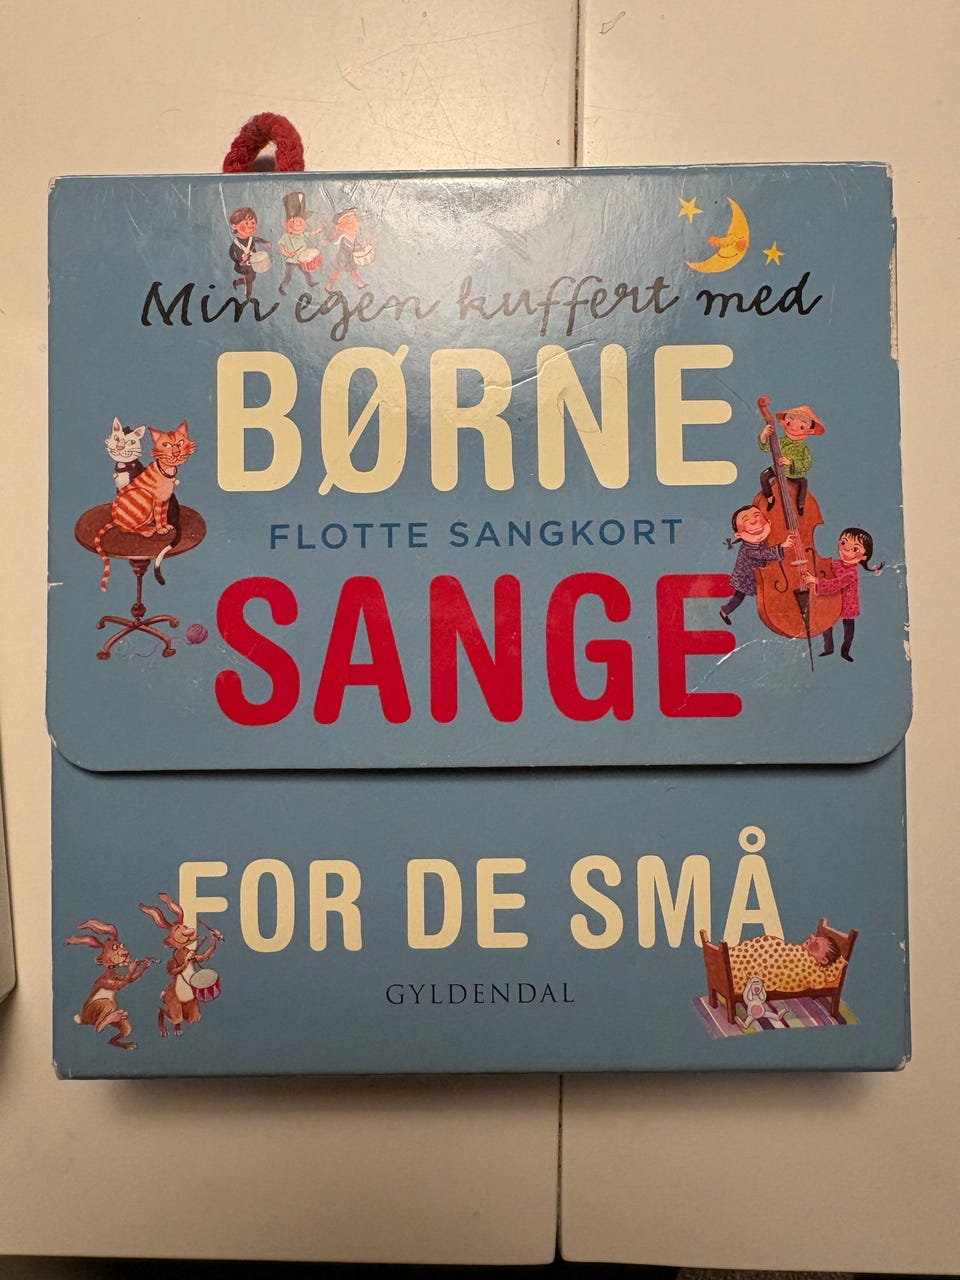 Min egen kuffert med
BØRNE
FLOTTE SANGKORT
SANGE
FOR DE SMÅ
GYLDENDAL